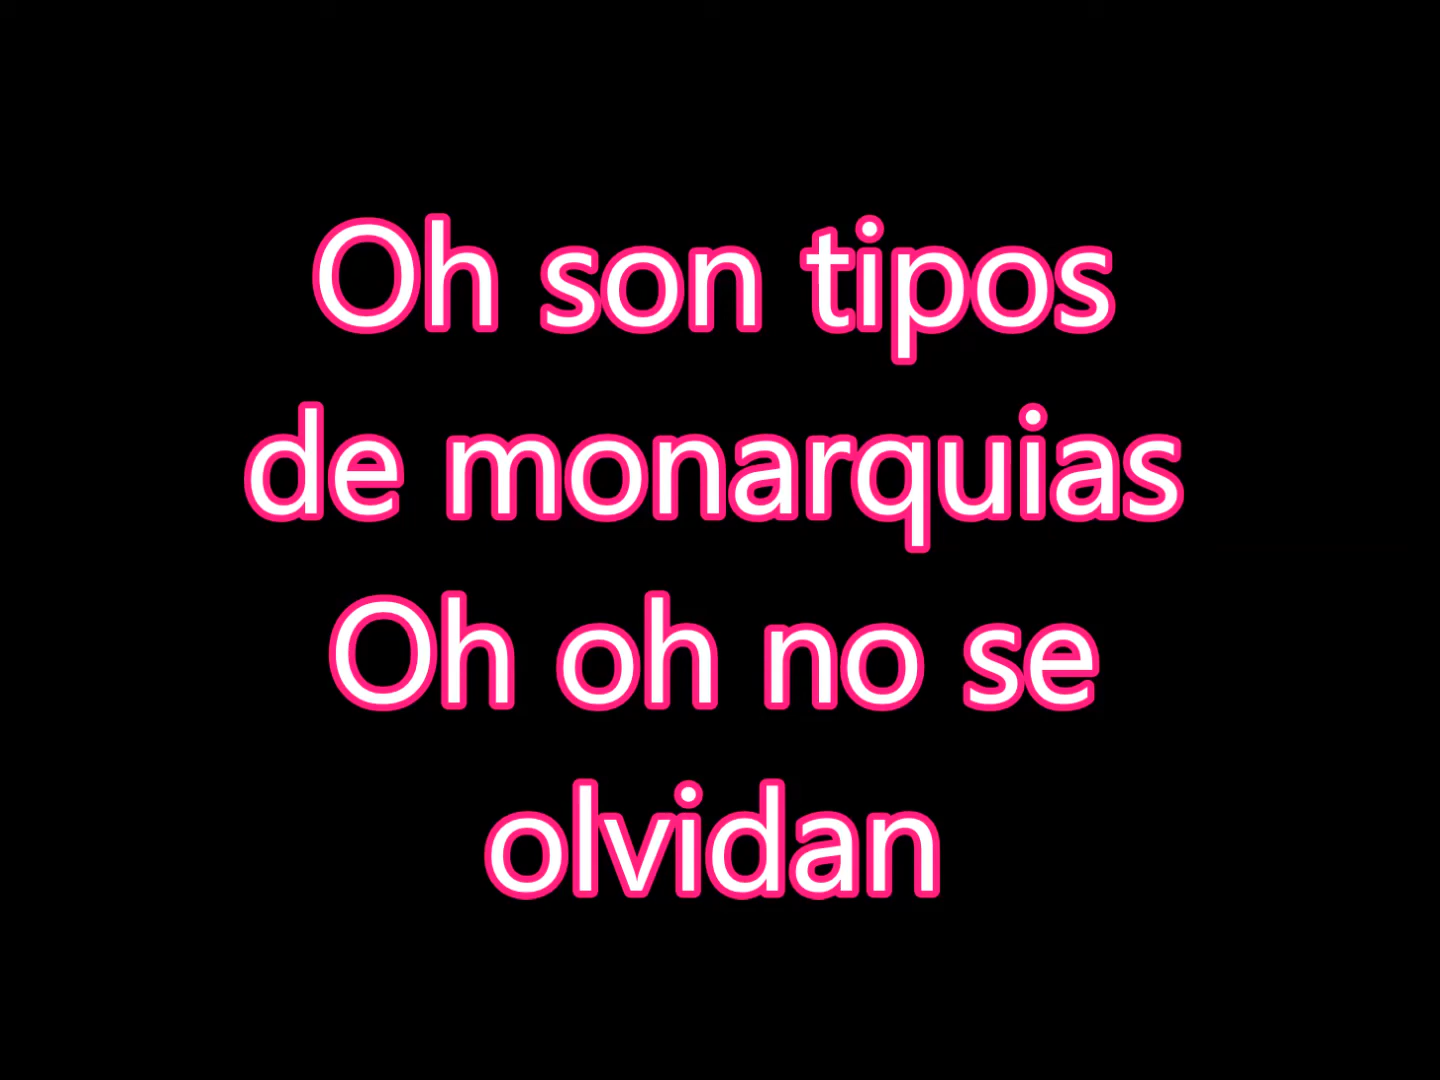 Oh son tipos
de monarquias
Oh oh no se
olvidan